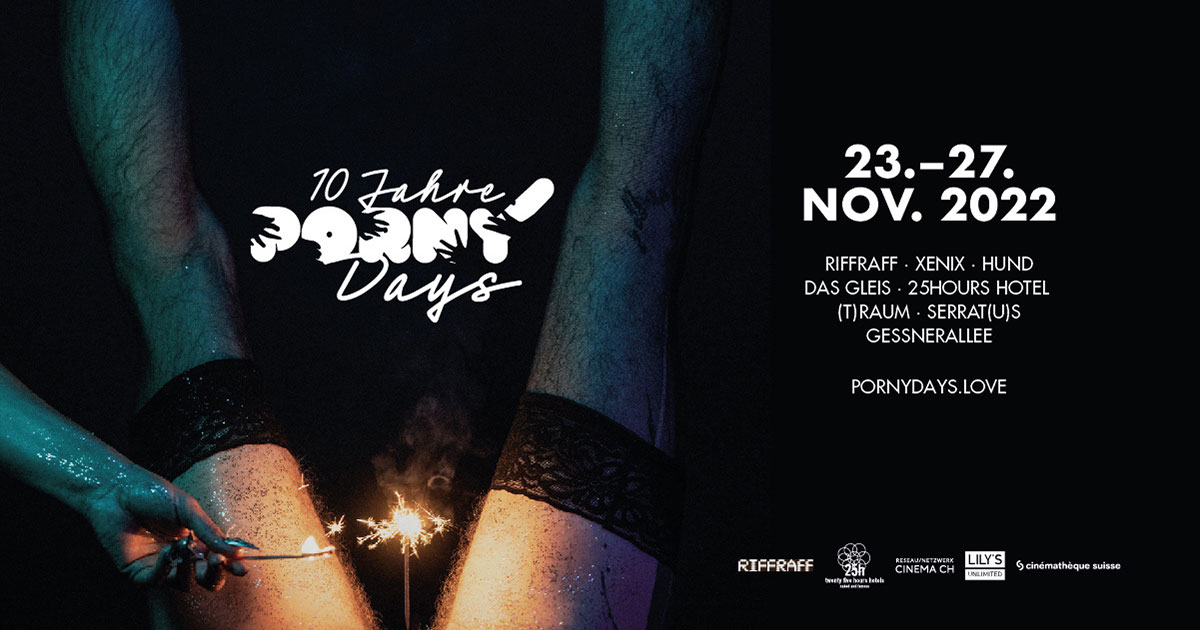 10 Jahre
PORNY
Days
23.–27.
NOV. 2022
RIFFRAFF · XENIX · HUND
DAS GLEIS · 25HOURS HOTEL
(T)RAUM · SERRAT(U)S
GESSNERALLEE
PORNYDAYS.LOVE
RIFFRAFF
25h
twenty five hours hotels
RESEAU/NETZWERK
CINEMA CH
LILY'S
UNLIMITED
cinémathèque suisse